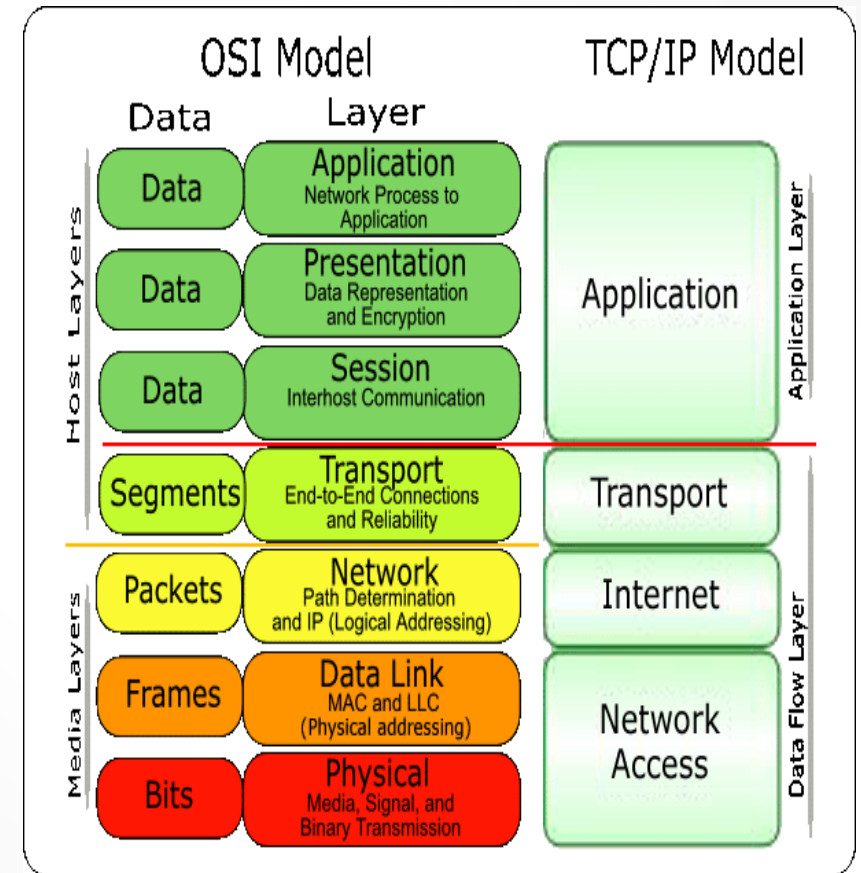 OSI Model
TCP/IP Model
Data
Layer
Host Layers
Data
Application
Network Process to
Application
Data
Presentation
Data Representation
and Encryption
Data
Session
Interhost Communication
Segments
Transport
End-to-End Connections
and Reliability
Media Layers
Packets
Network
Path Determination
and IP (Logical Addressing)
Frames
Data Link
MAC and LLC
(Physical addressing)
Bits
Physical
Media, Signal, and
Binary Transmission
Application
Application Layer
Transport
Internet
Network
Access
Data Flow Layer